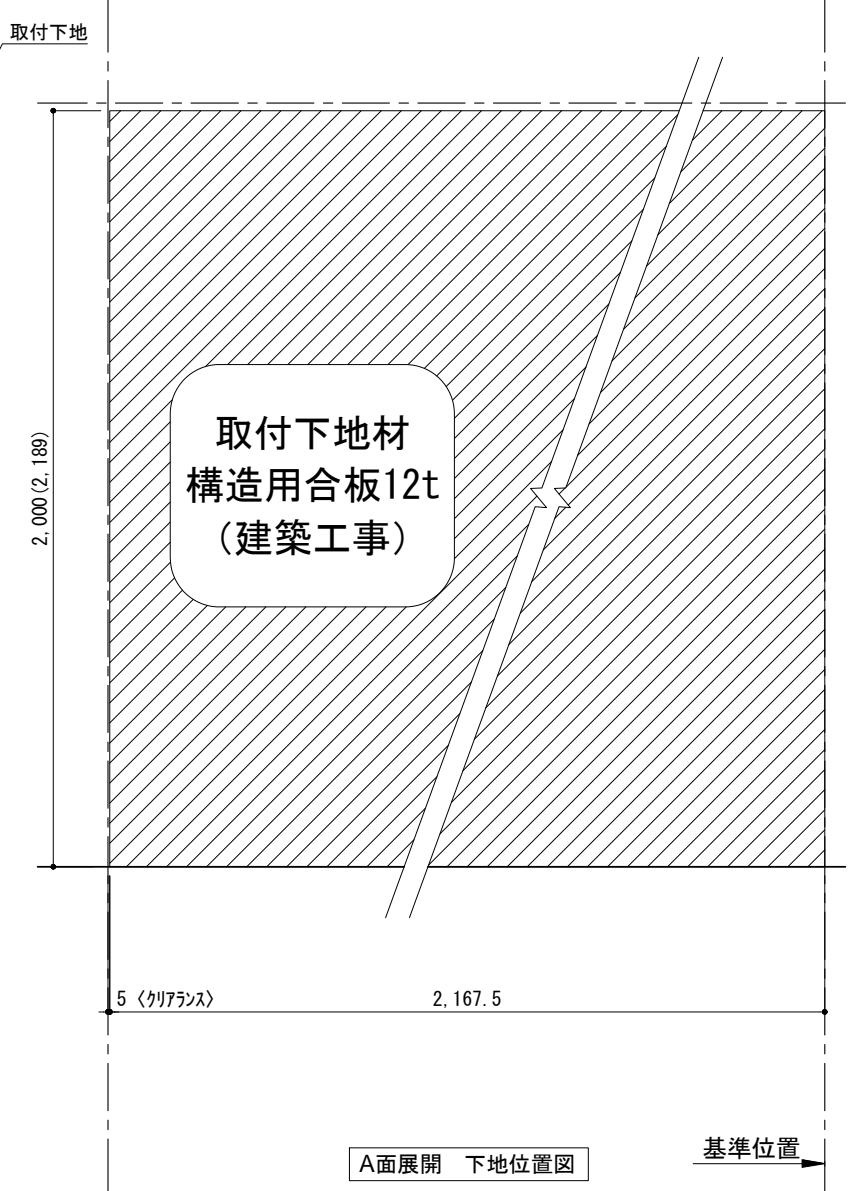 取付下地
取付下地材
構造用合板12t
(建築工事)
2,000(2,189)
5 〈クリアランス〉
2,167.5
A面展開 下地位置図
基準位置